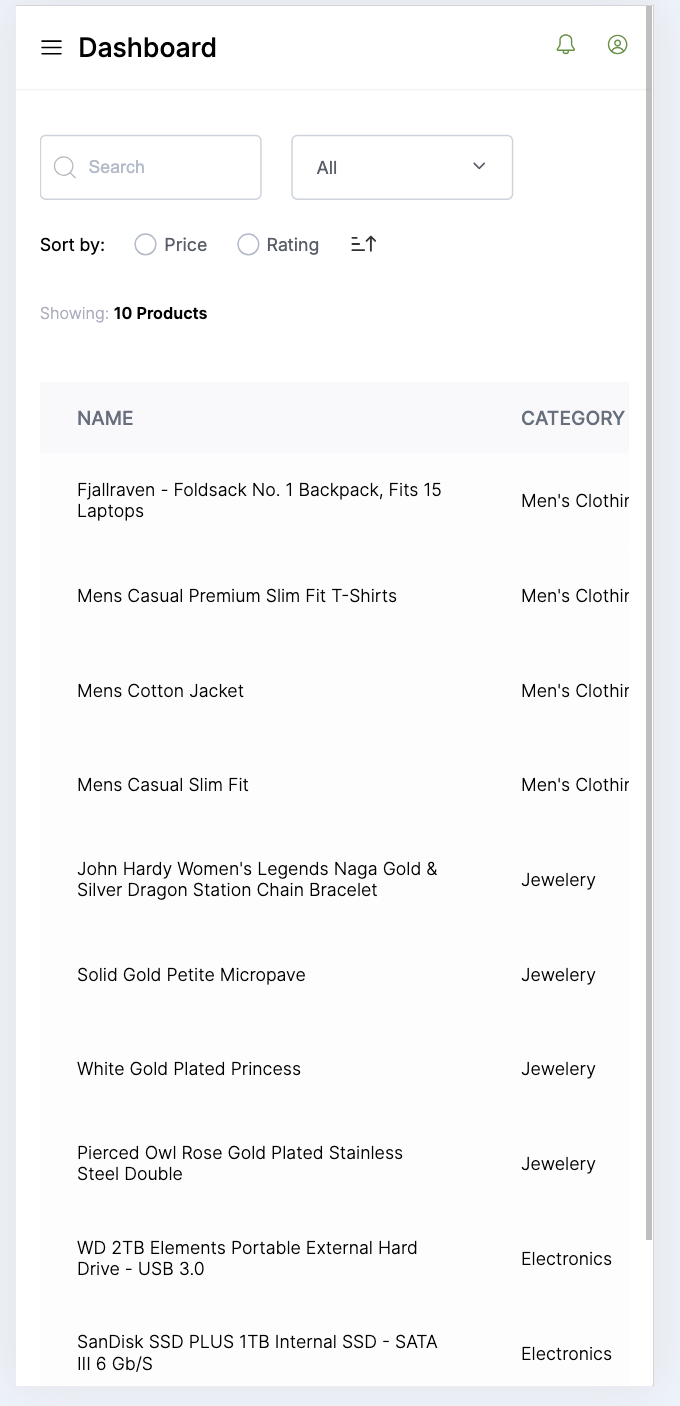 Dashboard
Search
All
Sort by: Price Rating
Showing: 10 Products
NAME CATEGORY
Fjallraven - Foldsack No. 1 Backpack, Fits 15
Laptops
Men's Clothin
Mens Casual Premium Slim Fit T-Shirts Men's Clothin
Mens Cotton Jacket Men's Clothin
Mens Casual Slim Fit Men's Clothin
John Hardy Women's Legends Naga Gold &
Silver Dragon Station Chain Bracelet
Jewelery
Solid Gold Petite Micropave Jewelery
White Gold Plated Princess Jewelery
Pierced Owl Rose Gold Plated Stainless
Steel Double
Jewelery
WD 2TB Elements Portable External Hard
Drive - USB 3.0
Electronics
SanDisk SSD PLUS 1TB Internal SSD - SATA
III 6 Gb/S
Electronics